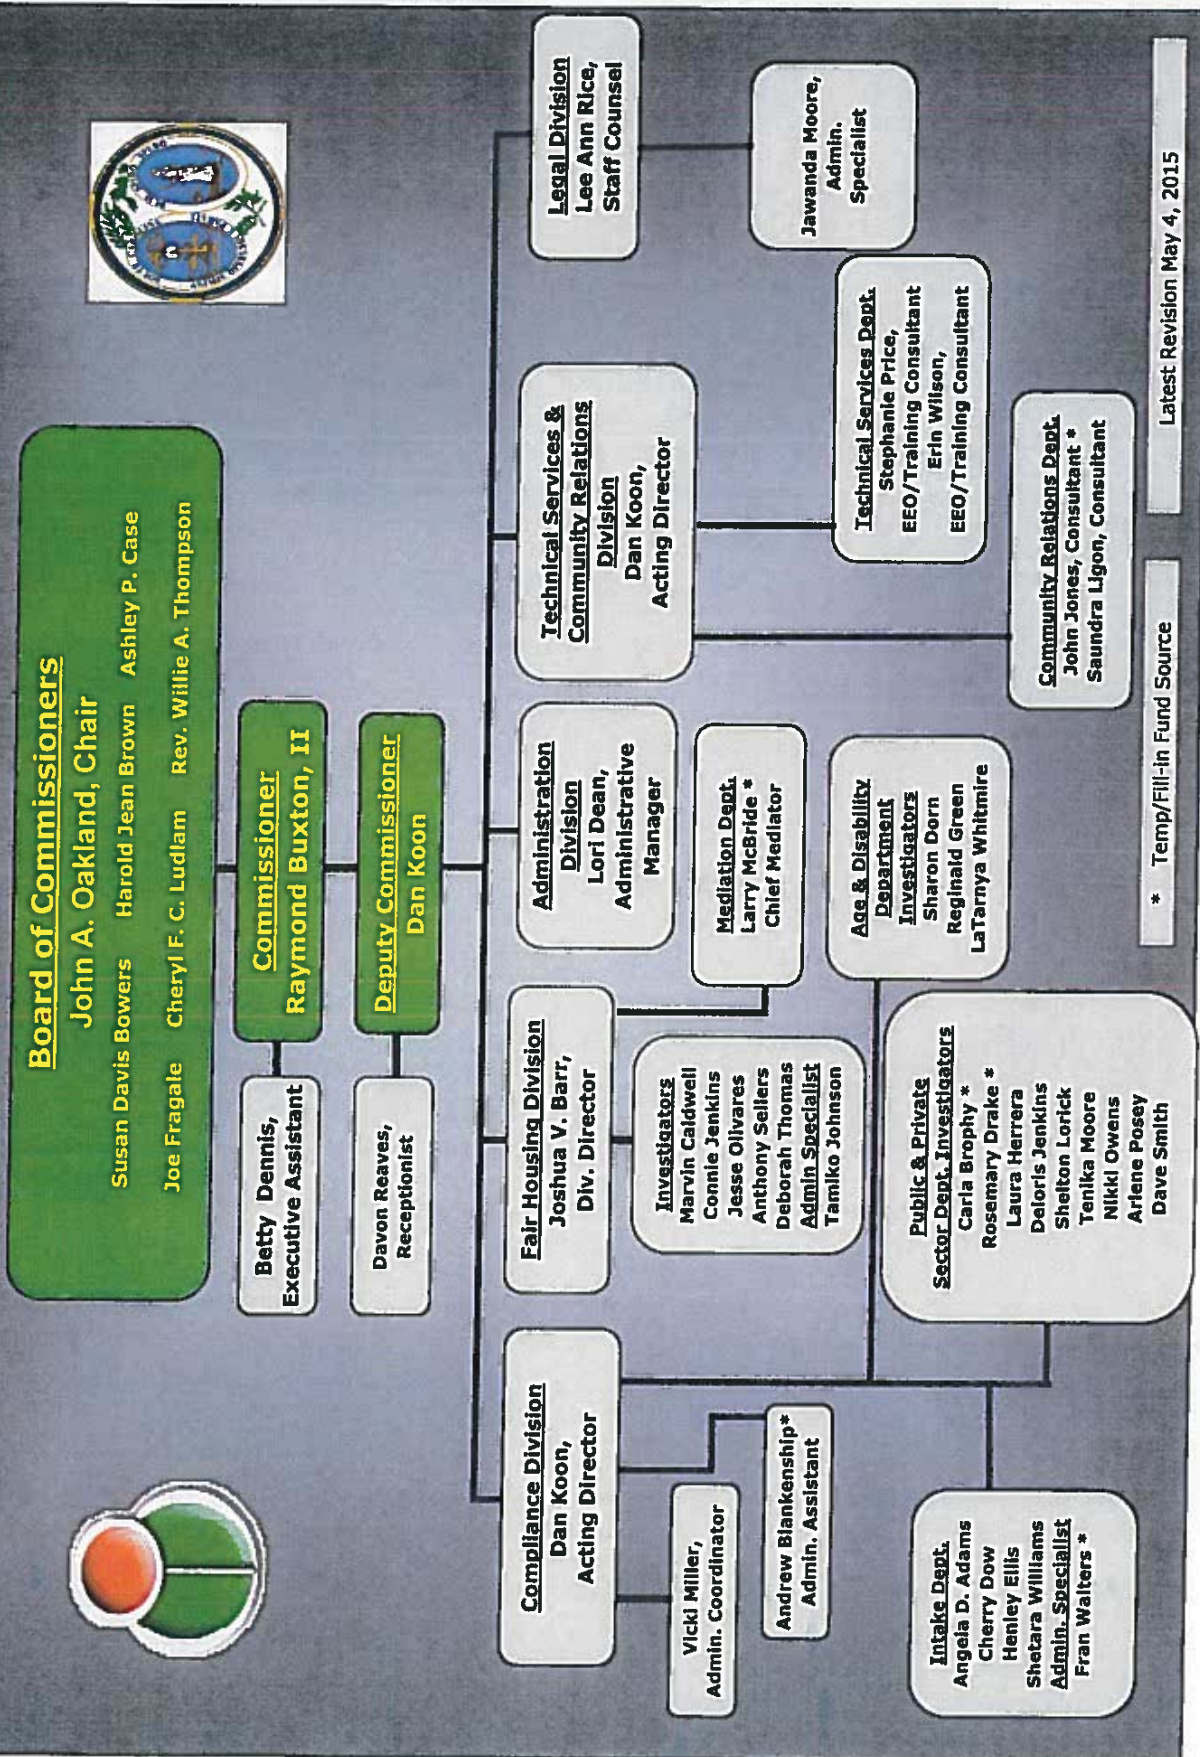 Board of Commissioners
John A. Oakland, Chair
Susan Davis Bowers Harold Jean Brown Ashley P. Case
Joe Fragale Cheryl F. C. Ludlam Rev. Willie A. Thompson
Commissioner
Raymond Buxton, II
Betty Dennis,
Executive Assistant
Deputy Commissioner
Dan Koon
Davon Reaves,
Receptionist
Compliance Division
Dan Koon,
Acting Director
Fair Housing Division
Joshua V. Barr,
Div. Director
Administration
Division
Lori Dean,
Administrative
Manager
Technical Services &
Community Relations
Division
Dan Koon,
Acting Director
Legal Division
Lee Ann Rice,
Staff Counsel
Vicki Miller,
Admin. Coordinator
Andrew Blankenship*
Admin. Assistant
Investigators
Marvin Caldwell
Connie Jenkins
Jesse Olivares
Anthony Sellers
Deborah Thomas
Admin Specialist
Tamiko Johnson
Mediation Dept.
Larry McBride *
Chief Mediator
Jawanda Moore,
Admin.
Specialist
Age & Disability
Department
Investigators
Sharon Dorn
Reginald Green
LaTarnya Whitmire
Technical Services Dept.
Stephanie Price,
EEO/Training Consultant
Erin Wilson,
EEO/Training Consultant
Intake Dept.
Angela D. Adams
Cherry Dow
Henley Ellis
Shetara Williams
Admin. Specialist
Fran Walters *
Public & Private
Sector Dept. Investigators
Carla Brophy *
Rosemary Drake *
Laura Herrera
Deloris Jenkins
Shelton Lorick
Tenika Moore
Nikki Owens
Arlene Posey
Dave Smith
Community Relations Dept.
John Jones, Consultant *
Saundra Ligon, Consultant
* Temp/Fill-in Fund Source
Latest Revision May 4, 2015